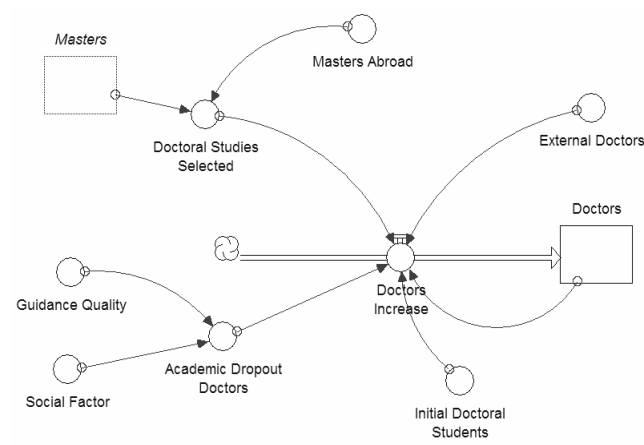 Masters
Masters Abroad
Doctoral Studies
Selected
External Doctors
Doctors
Guidance Quality
Doctors
Increase
Academic Dropout
Doctors
Social Factor
Initial Doctoral
Students